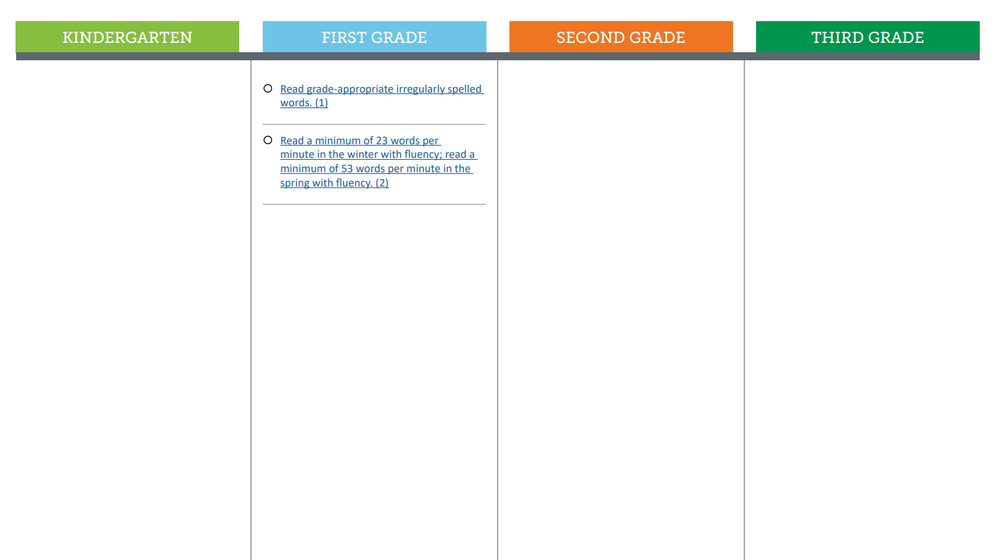 KINDERGARTEN
FIRST GRADE
SECOND GRADE
THIRD GRADE
Read grade-appropriate irregularly spelled
words. (1)
Read a minimum of 23 words per
minute in the winter with fluency; read a
minimum of 53 words per minute in the
spring with fluency. (2)